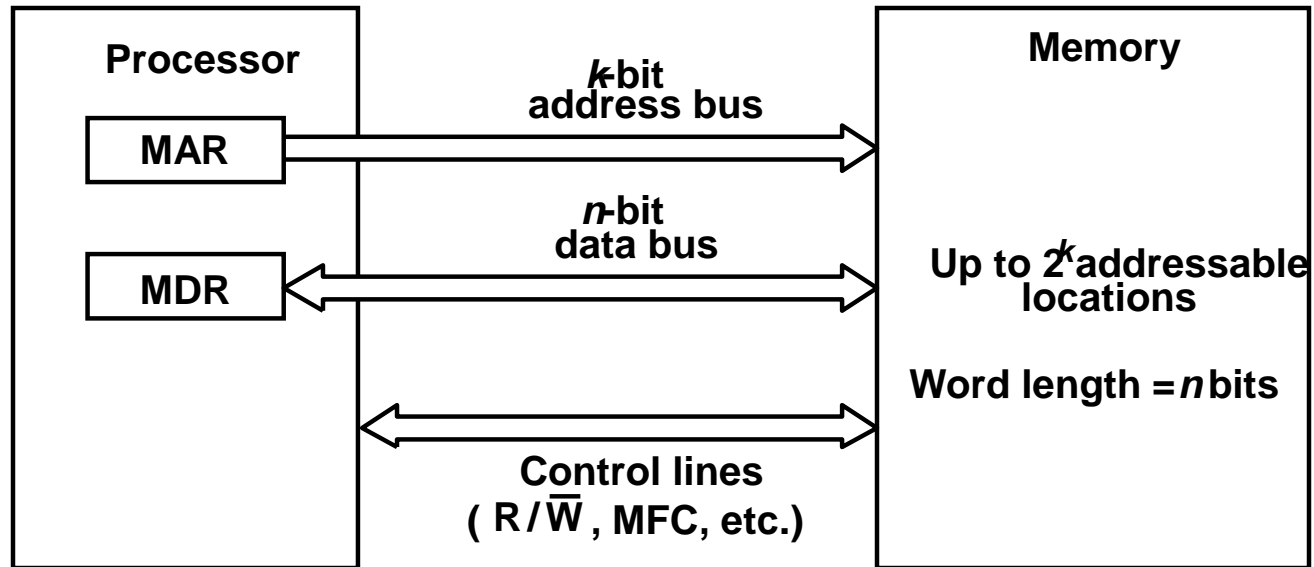 Processor
Memory
k-bit
address bus
MAR
n-bit
data bus
MDR
Up to 2^k addressable
locations
Word length = n bits
Control lines
( R / W̅ , MFC, etc.)